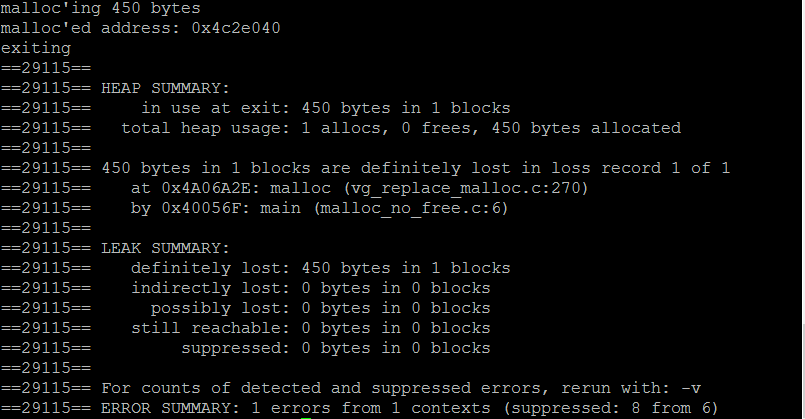 malloc'ing 450 bytes
malloc'ed address: 0x4c2e040
exiting
==29115==
==29115== HEAP SUMMARY:
==29115==     in use at exit: 450 bytes in 1 blocks
==29115==   total heap usage: 1 allocs, 0 frees, 450 bytes allocated
==29115==
==29115== 450 bytes in 1 blocks are definitely lost in loss record 1 of 1
==29115==    at 0x4A06A2E: malloc (vg_replace_malloc.c:270)
==29115==    by 0x40056F: main (malloc_no_free.c:6)
==29115==
==29115== LEAK SUMMARY:
==29115==    definitely lost: 450 bytes in 1 blocks
==29115==    indirectly lost: 0 bytes in 0 blocks
==29115==      possibly lost: 0 bytes in 0 blocks
==29115==    still reachable: 0 bytes in 0 blocks
==29115==         suppressed: 0 bytes in 0 blocks
==29115==
==29115== For counts of detected and suppressed errors, rerun with: -v
==29115== ERROR SUMMARY: 1 errors from 1 contexts (suppressed: 8 from 6)